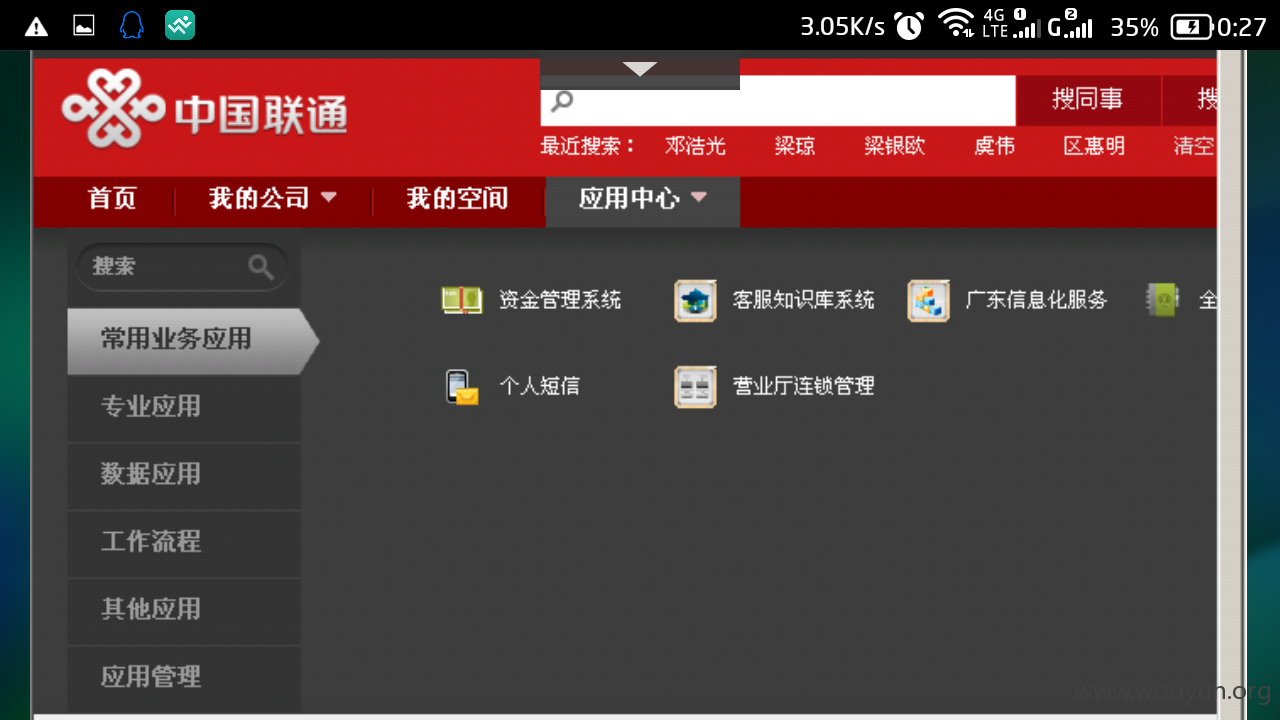 3.05K/s 4G LTE 1 G 2 35% 0:27
中国联通
搜同事 搜
最近搜索： 邓浩光 梁琼 梁银欧 虞伟 区惠明 清空
首页 我的公司 我的空间 应用中心
搜索
资金管理系统 客服知识库系统 广东信息化服务 全
常用业务应用
个人短信 营业厅连锁管理
专业应用
数据应用
工作流程
其他应用
应用管理
www.wooyun.org